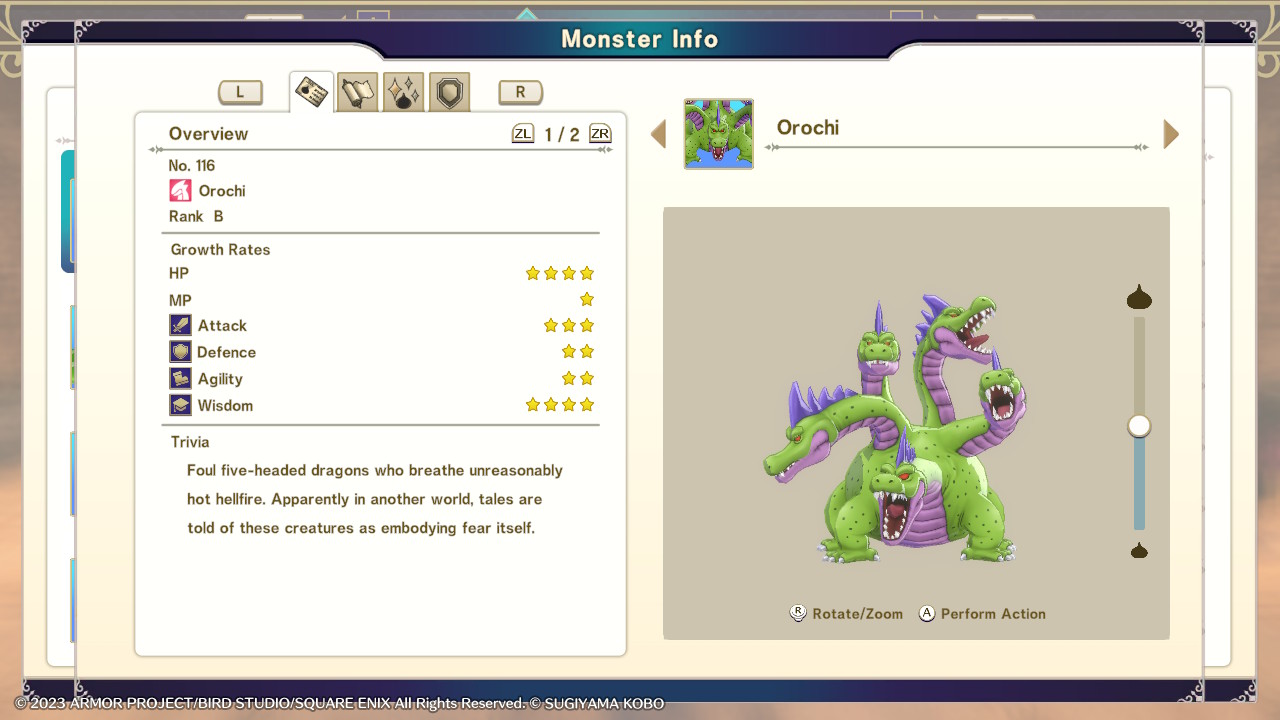 Monster Info
L
R
Overview
ZL 1 / 2 ZR
No. 116
Orochi
Rank B
Growth Rates
HP
MP
Attack
Defence
Agility
Wisdom
Trivia
Foul five-headed dragons who breathe unreasonably
hot hellfire. Apparently in another world, tales are
told of these creatures as embodying fear itself.
Orochi
R Rotate/Zoom A Perform Action
© 2023 ARMOR PROJECT/BIRD STUDIO/SQUARE ENIX All Rights Reserved. © SUGIYAMA KOBO